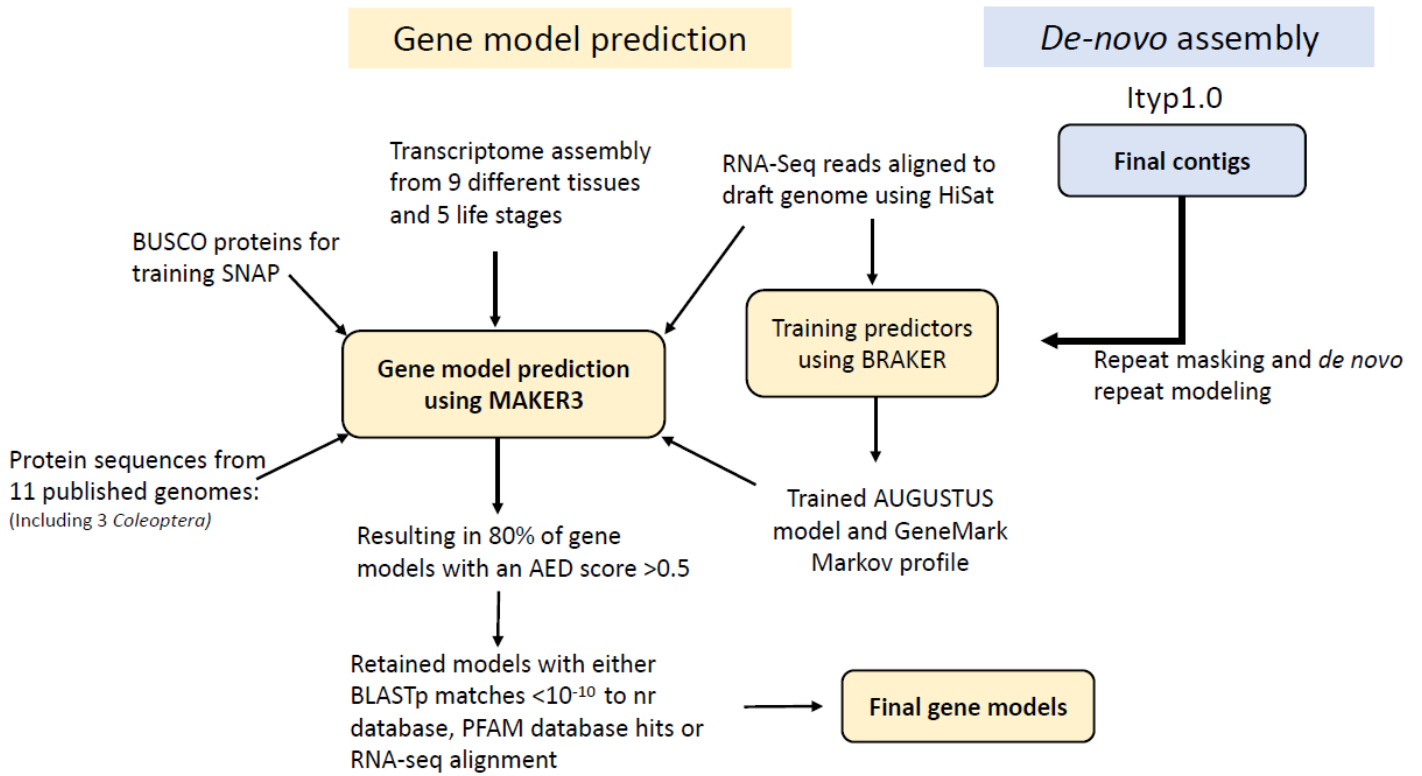 Gene model prediction
De-novo assembly
Ityp1.0
Final contigs
Transcriptome assembly
from 9 different tissues
and 5 life stages
RNA-Seq reads aligned to
draft genome using HiSat
BUSCO proteins for
training SNAP
Training predictors
using BRAKER
Repeat masking and de novo
repeat modeling
Gene model prediction
using MAKER3
Protein sequences from
11 published genomes:
(Including 3 Coleoptera)
Trained AUGUSTUS
model and GeneMark
Markov profile
Resulting in 80% of gene
models with an AED score >0.5
Retained models with either
BLASTp matches <10⁻¹⁰ to nr
database, PFAM database hits or
RNA-seq alignment
Final gene models